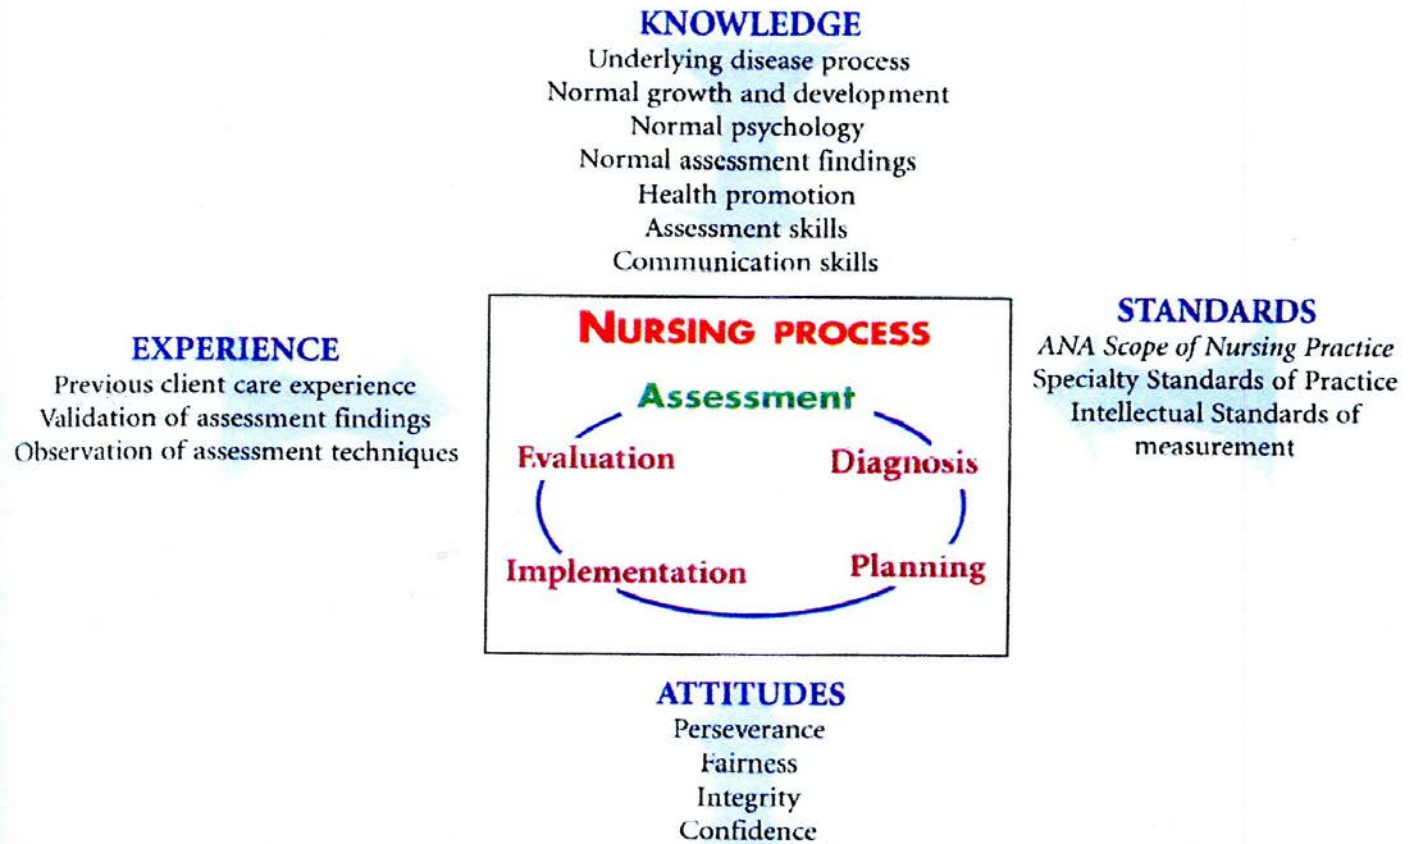 KNOWLEDGE
Underlying disease process
Normal growth and development
Normal psychology
Normal assessment findings
Health promotion
Assessment skills
Communication skills
EXPERIENCE
Previous client care experience
Validation of assessment findings
Observation of assessment techniques
NURSING PROCESS
Assessment
Evaluation
Diagnosis
Implementation
Planning
STANDARDS
ANA Scope of Nursing Practice
Specialty Standards of Practice
Intellectual Standards of
measurement
ATTITUDES
Perseverance
Fairness
Integrity
Confidence